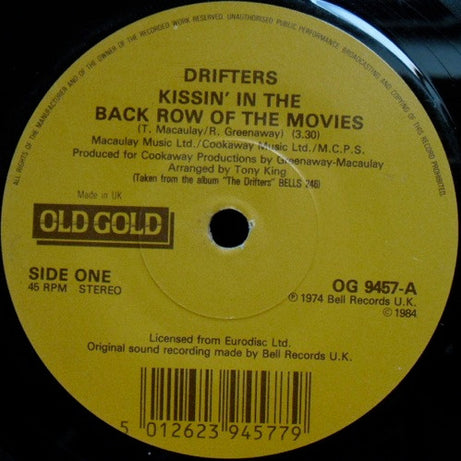 ALL RIGHTS OF THE MANUFACTURER AND OF THE OWNER OF THE RECORDED WORK RESERVED. UNAUTHORISED PUBLIC PERFORMANCE, BROADCASTING AND COPYING OF THIS RECORD PROHIBITED.
DRIFTERS
KISSIN' IN THE
BACK ROW OF THE MOVIES
(T. Macaulay/R. Greenaway) (3.30)
Macaulay Music Ltd./Cookaway Music Ltd./M.C.P.S.
Produced for Cookaway Productions by Greenaway-Macaulay
Arranged by Tony King
(Taken from the album "The Drifters" BELLS 246)
Made in UK
OLD GOLD
SIDE ONE
45 RPM STEREO
OG 9457-A
℗ 1974 Bell Records U.K.
© 1984
Licensed from Eurodisc Ltd.
Original sound recording made by Bell Records U.K.
5 012623 945779